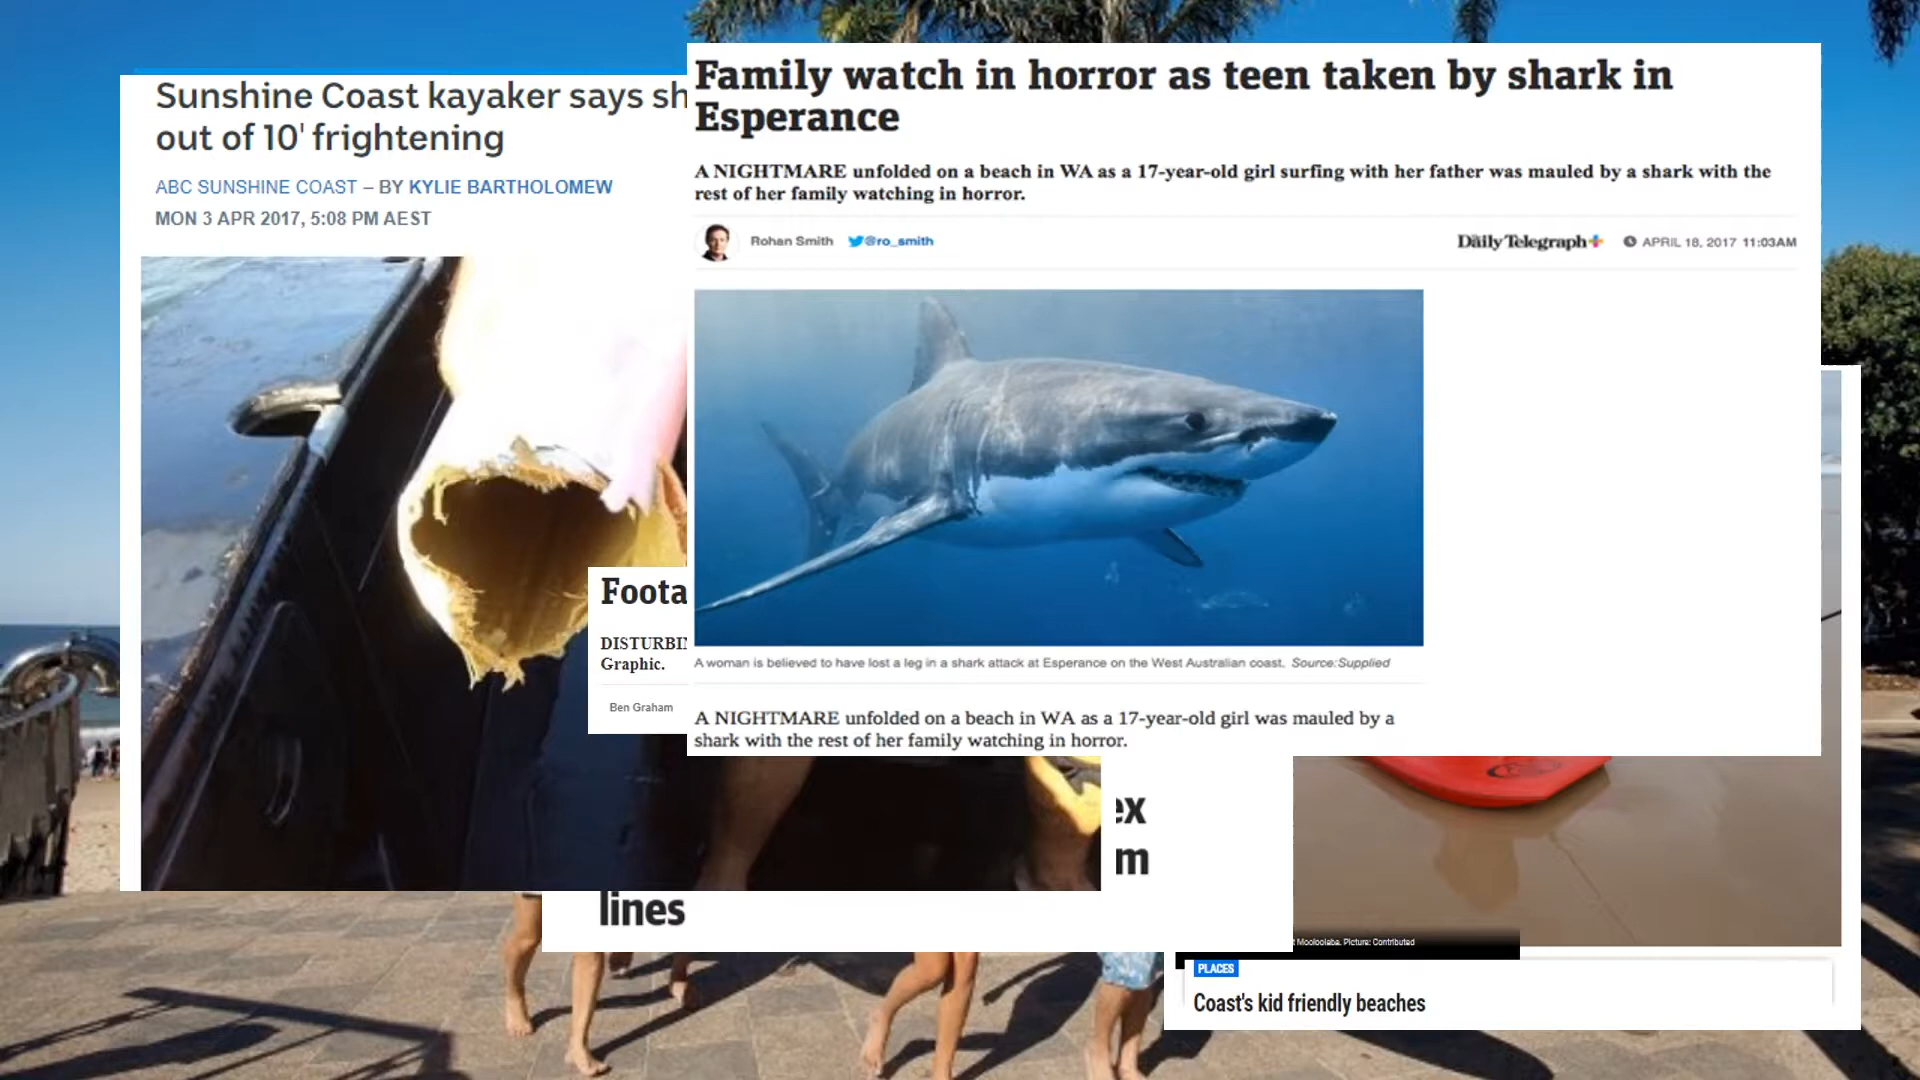 Sunshine Coast kayaker says sh
out of 10' frightening
ABC SUNSHINE COAST – BY KYLIE BARTHOLOMEW
MON 3 APR 2017, 5:08 PM AEST
Family watch in horror as teen taken by shark in
Esperance
A NIGHTMARE unfolded on a beach in WA as a 17-year-old girl surfing with her father was mauled by a shark with the
rest of her family watching in horror.
Rohan Smith @ro_smith
Daily Telegraph+ APRIL 18, 2017 11:03AM
A woman is believed to have lost a leg in a shark attack at Esperance on the West Australian coast. Source:Supplied
A NIGHTMARE unfolded on a beach in WA as a 17-year-old girl was mauled by a
shark with the rest of her family watching in horror.
Foota
DISTURBIN
Graphic.
Ben Graham
ex
m
lines
t Mooloolaba. Picture: Contributed
PLACES
Coast's kid friendly beaches